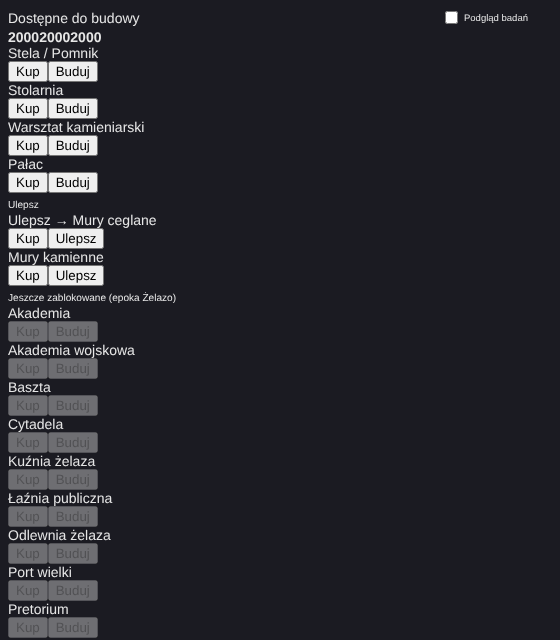 Dostępne do budowy
Podgląd badań
200020002000
Stela / Pomnik
Kup Buduj
Stolarnia
Kup Buduj
Warsztat kamieniarski
Kup Buduj
Pałac
Kup Buduj
Ulepsz
Ulepsz → Mury ceglane
Kup Ulepsz
Mury kamienne
Kup Ulepsz
Jeszcze zablokowane (epoka Żelazo)
Akademia
Kup Buduj
Akademia wojskowa
Kup Buduj
Baszta
Kup Buduj
Cytadela
Kup Buduj
Kuźnia żelaza
Kup Buduj
Łaźnia publiczna
Kup Buduj
Odlewnia żelaza
Kup Buduj
Port wielki
Kup Buduj
Pretorium
Kup Buduj